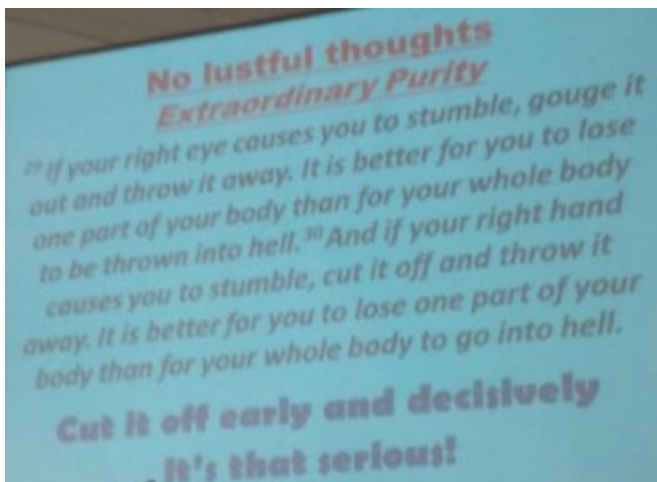 No lustful thoughts
Extraordinary Purity
²⁹ If your right eye causes you to stumble, gouge it
out and throw it away. It is better for you to lose
one part of your body than for your whole body
to be thrown into hell. ³⁰ And if your right hand
causes you to stumble, cut it off and throw it
away. It is better for you to lose one part of your
body than for your whole body to go into hell.
Cut it off early and decisively
It's that serious!